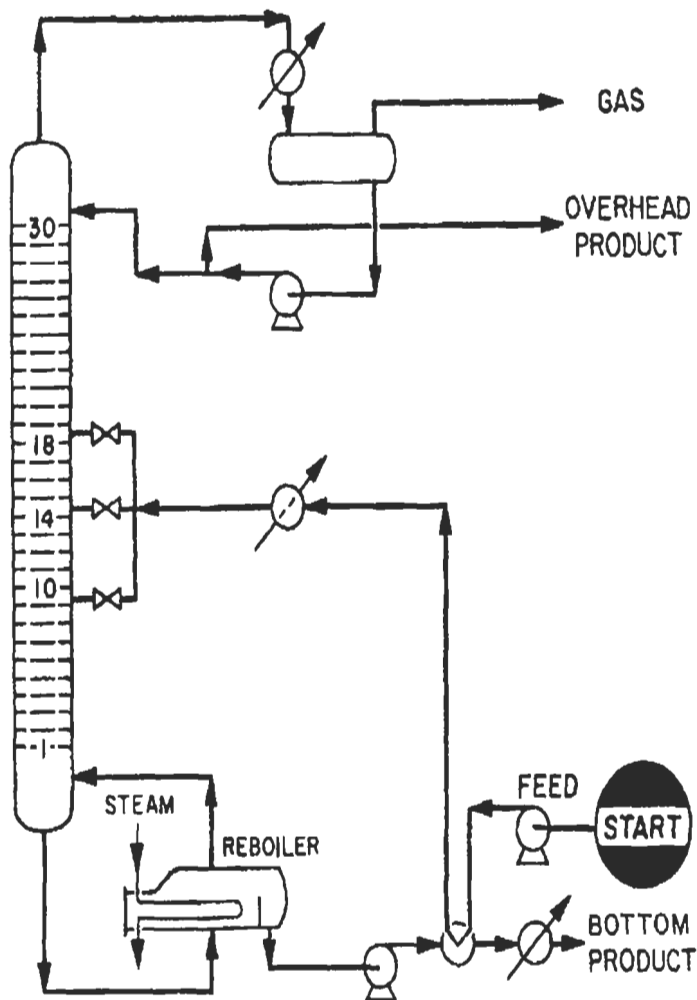 GAS
OVERHEAD
PRODUCT
30
18
14
10
1
FEED
START
STEAM
REBOILER
BOTTOM
PRODUCT